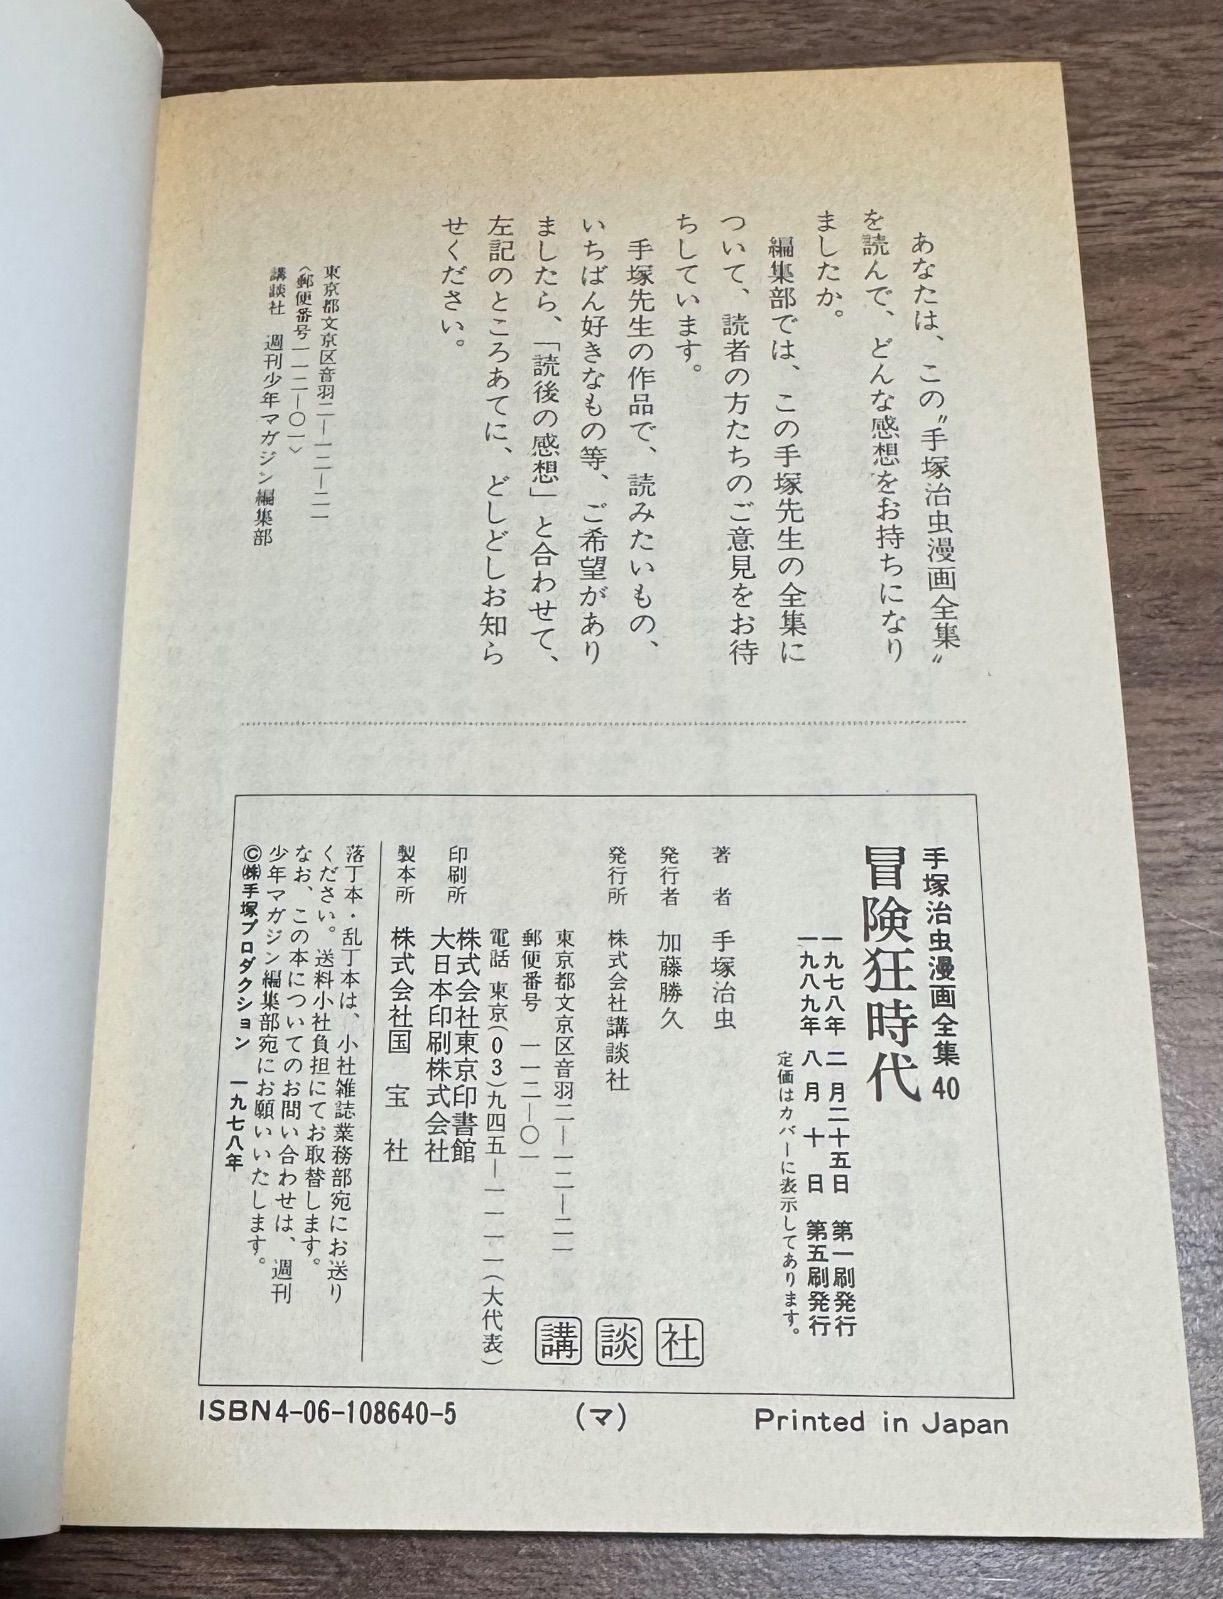 あなたは、この〝手塚治虫漫画全集〟
を読んで、どんな感想をお持ちになり
ましたか。
編集部では、この手塚先生の全集に
ついて、読者の方たちのご意見をお待
ちしています。
手塚先生の作品で、読みたいもの、
いちばん好きなもの等、ご希望があり
ましたら、「読後の感想」と合わせて、
左記のところあてに、どしどしお知ら
せください。
東京都文京区音羽二―一二―二一
〈郵便番号一一二―〇一〉
講談社 週刊少年マガジン編集部
手塚治虫漫画全集 40
冒険狂時代
一九七八年 二月二十五日 第一刷発行
一九八九年 八月 十 日 第五刷発行
定価はカバーに表示してあります。
著 者 手塚治虫
発行者 加藤勝久
発行所 株式会社講談社
東京都文京区音羽二―一二―二一
郵便番号 一一二―〇一
電話 東京(03)九四五―一一一一(大代表)
印刷所 株式会社東京印書館
大日本印刷株式会社
製本所 株式会社国 宝 社
落丁本・乱丁本は、小社雑誌業務部宛にお送り
ください。送料小社負担にてお取替します。
なお、この本についてのお問い合わせは、週刊
少年マガジン編集部宛にお願いいたします。
©㈱手塚プロダクション 一九七八年
講談社
ISBN4-06-108640-5
(マ)
Printed in Japan